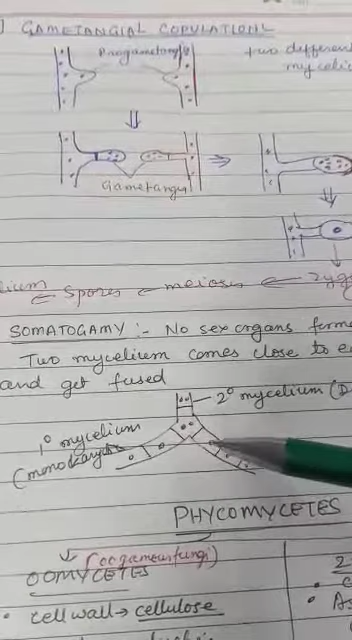 ) GAMETANGIAL COPULATION
Progametangia
two different
mycelium
Gametangia
Spores ← meiosis ← zyg
SOMATOGAMY :- No sex organs formed
Two mycelium comes close to e
and get fused
2° mycelium (D
1° mycelium
(monokaryotic
PHYCOMYCETES
(oogamous fungi)
OOMYCETES
• cell wall → cellulose